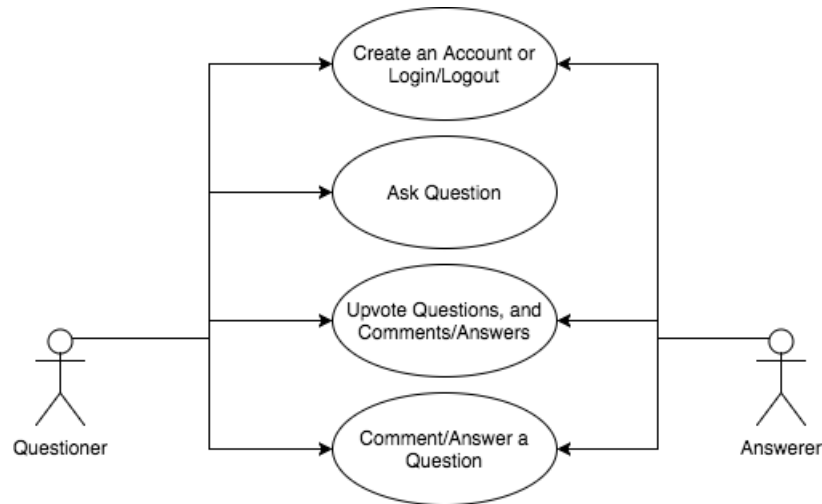 Create an Account or
Login/Logout
Ask Question
Upvote Questions, and
Comments/Answers
Questioner
Comment/Answer a
Question
Answerer